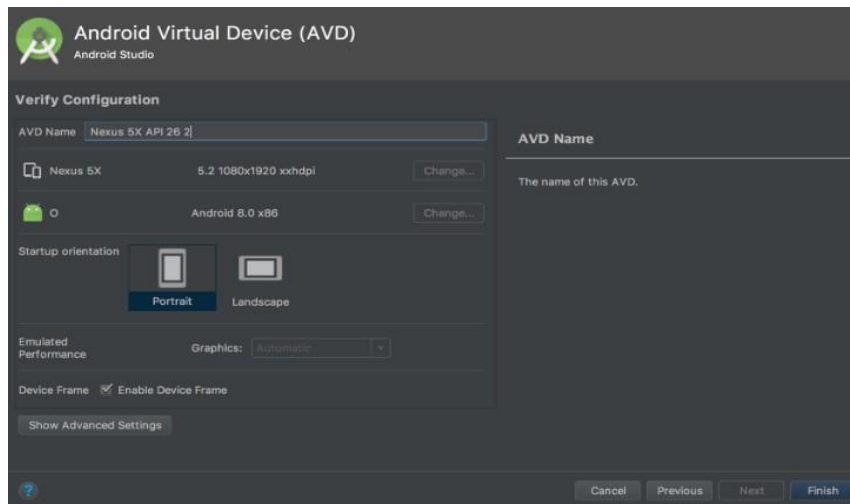 Android Virtual Device (AVD)
Android Studio
Verify Configuration
AVD Name Nexus 5X API 26 2
Nexus 5X 5.2 1080x1920 xxhdpi Change...
O Android 8.0 x86 Change...
Startup orientation
Portrait Landscape
Emulated
Performance
Graphics: Automatic
Device Frame Enable Device Frame
Show Advanced Settings
AVD Name
The name of this AVD.
? Cancel Previous Next Finish